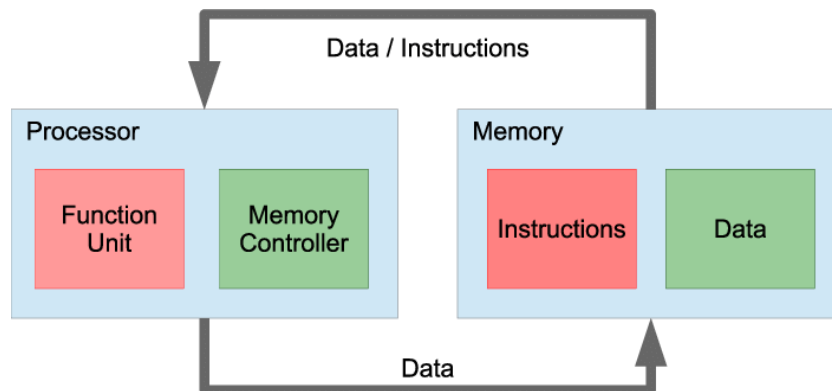 Data / Instructions
Processor
Memory
Function
Unit
Memory
Controller
Instructions
Data
Data